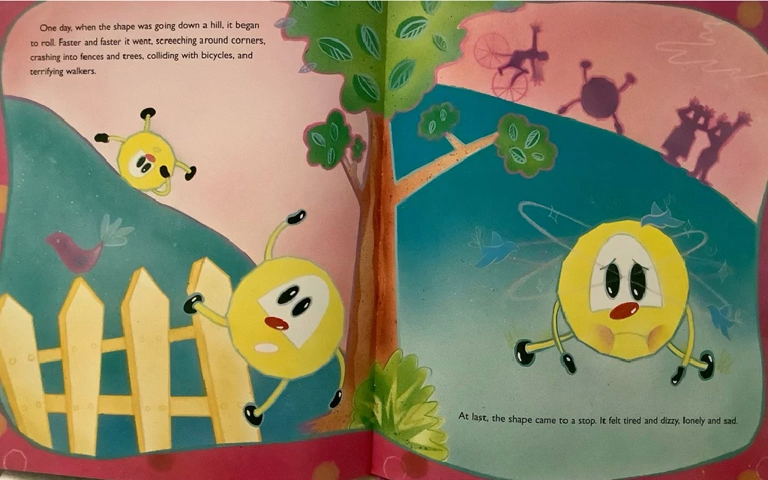 One day, when the shape was going down a hill, it began
to roll. Faster and faster it went, screeching around corners,
crashing into fences and trees, colliding with bicycles, and
terrifying walkers.
At last, the shape came to a stop. It felt tired and dizzy, lonely and sad.